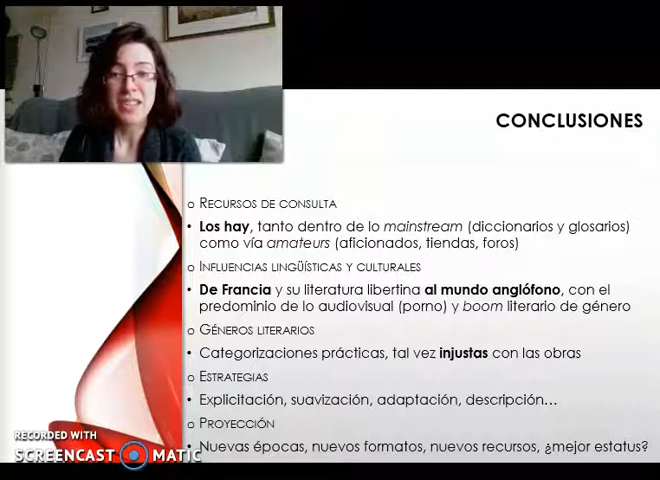 CONCLUSIONES
o RECURSOS DE CONSULTA
• Los hay, tanto dentro de lo mainstream (diccionarios y glosarios)
como vía amateurs (aficionados, tiendas, foros)
o INFLUENCIAS LINGÜÍSTICAS Y CULTURALES
• De Francia y su literatura libertina al mundo anglófono, con el
predominio de lo audiovisual (porno) y boom literario de género
o GÉNEROS LITERARIOS
• Categorizaciones prácticas, tal vez injustas con las obras
o ESTRATEGIAS
• Explicitación, suavización, adaptación, descripción…
o PROYECCIÓN
• Nuevas épocas, nuevos formatos, nuevos recursos, ¿mejor estatus?
RECORDED WITH
SCREENCAST MATIC